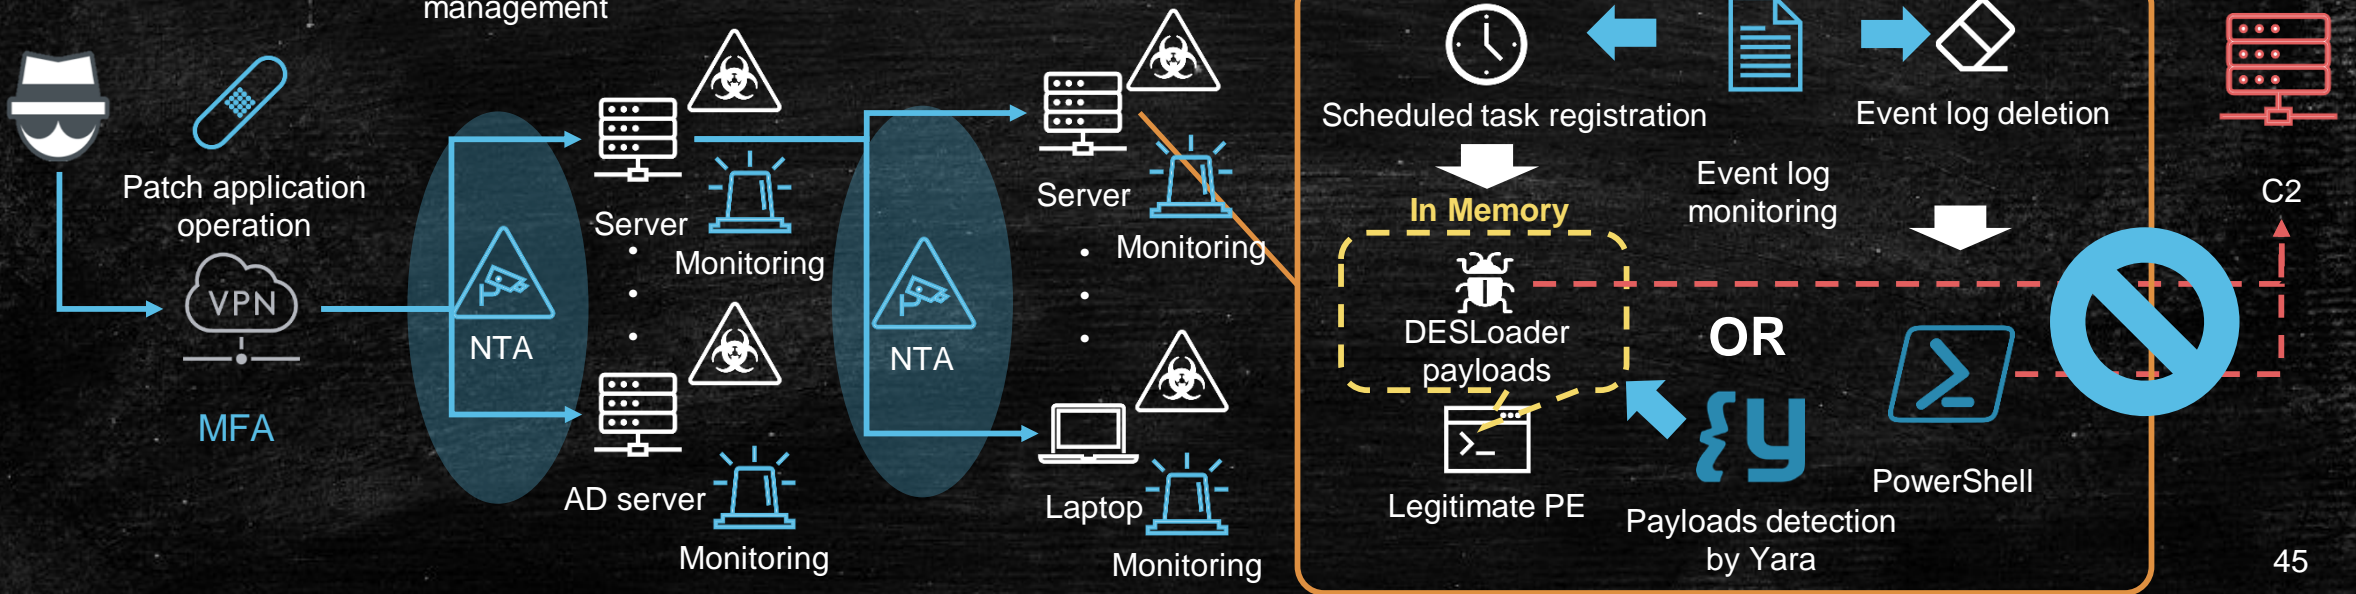 management
Patch application
operation
VPN
MFA
NTA
Server
Monitoring
AD server
Monitoring
NTA
Server
Monitoring
Laptop
Monitoring
Scheduled task registration
Event log deletion
Event log
monitoring
In Memory
DESLoader
payloads
OR
Legitimate PE
{y
Payloads detection
by Yara
PowerShell
C2
45